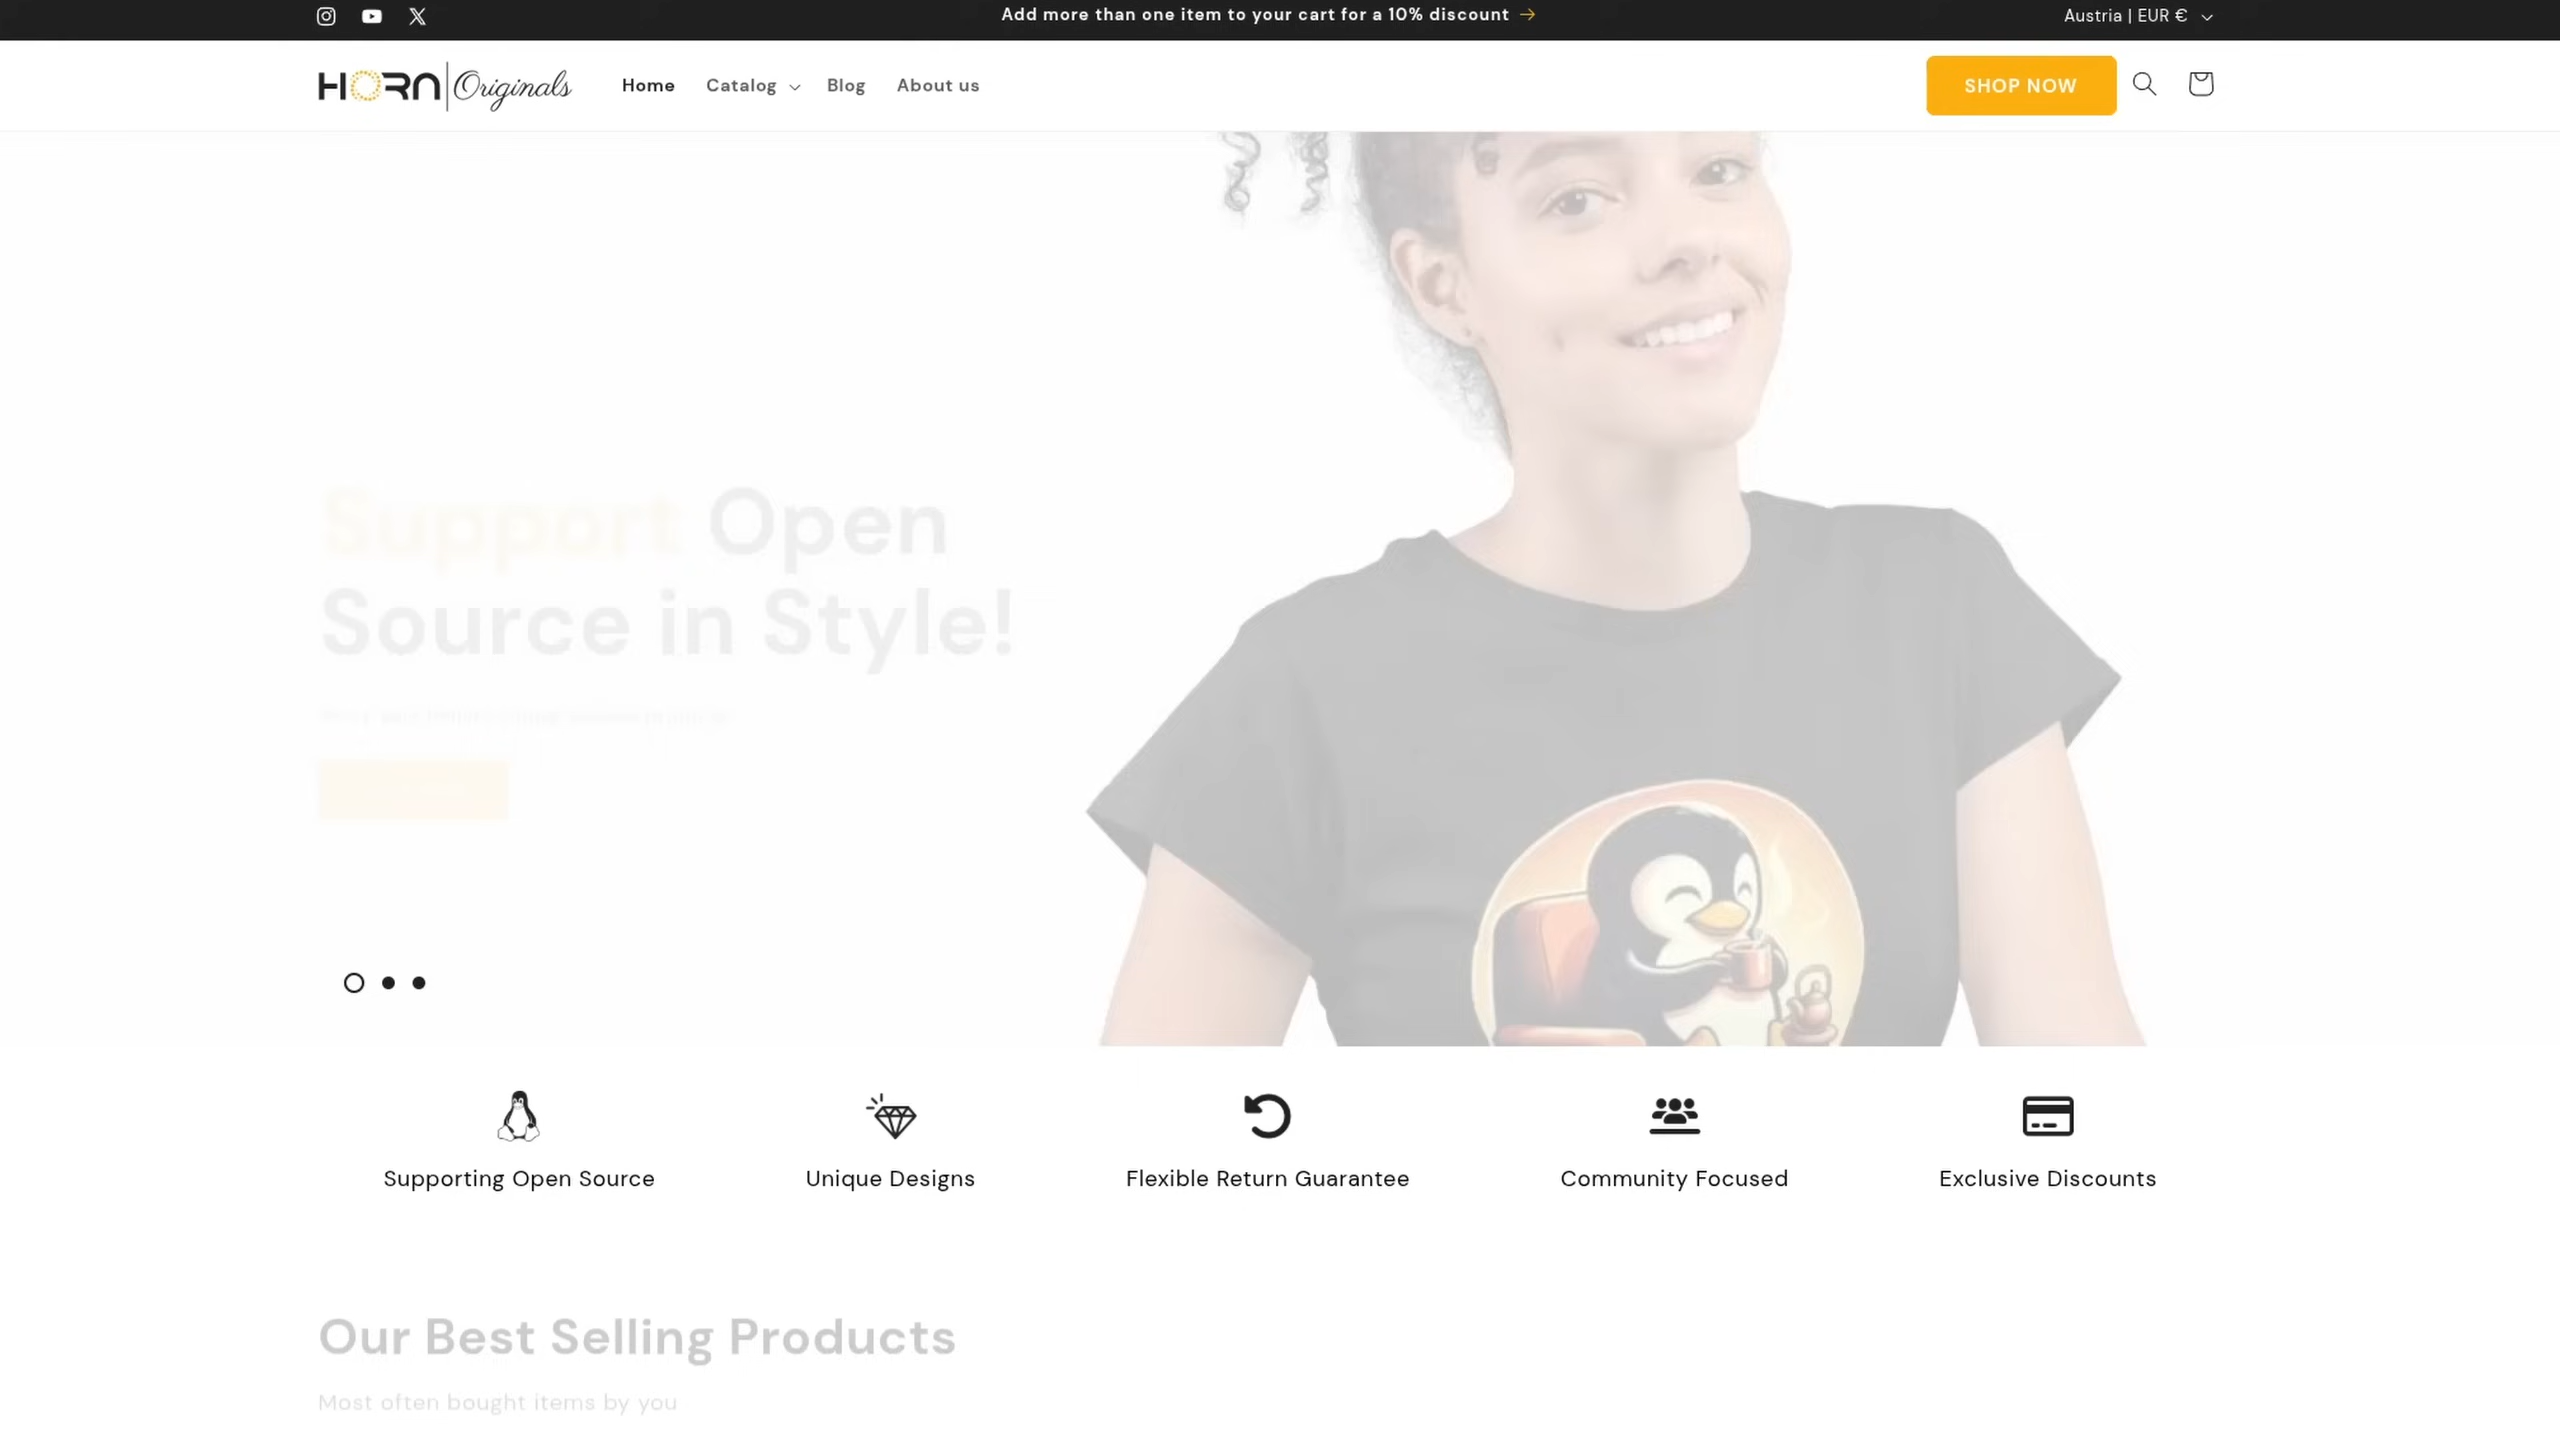 Add more than one item to your cart for a 10% discount →
Austria | EUR €
HORN | Originals
Home
Catalog
Blog
About us
SHOP NOW
Support Open
Source in Style!
Supporting Open Source
Unique Designs
Flexible Return Guarantee
Community Focused
Exclusive Discounts
Our Best Selling Products
Most often bought items by you